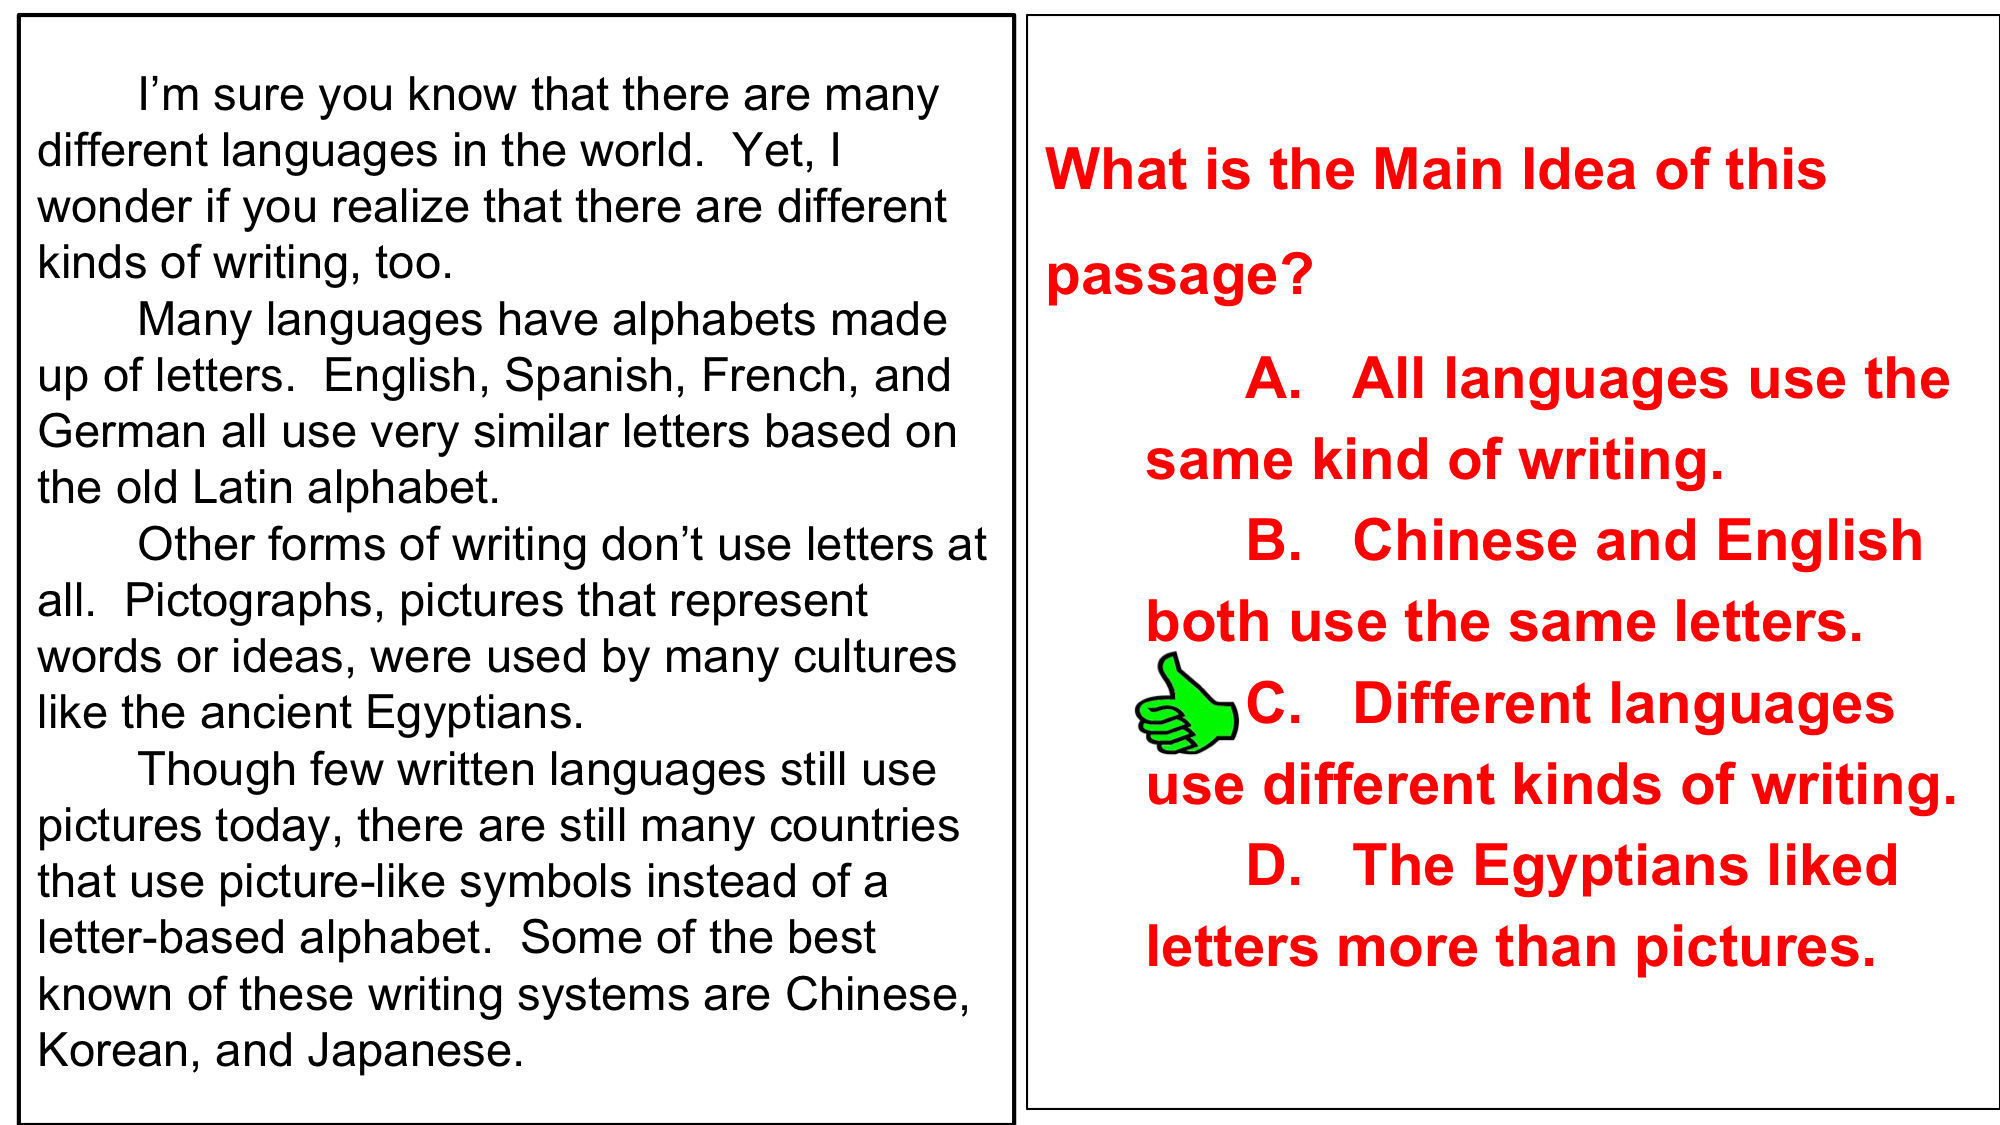 I’m sure you know that there are many
different languages in the world.  Yet, I
wonder if you realize that there are different
kinds of writing, too.
Many languages have alphabets made
up of letters.  English, Spanish, French, and
German all use very similar letters based on
the old Latin alphabet.
Other forms of writing don’t use letters at
all.  Pictographs, pictures that represent
words or ideas, were used by many cultures
like the ancient Egyptians.
Though few written languages still use
pictures today, there are still many countries
that use picture-like symbols instead of a
letter-based alphabet.  Some of the best
known of these writing systems are Chinese,
Korean, and Japanese.
What is the Main Idea of this
passage?
A.   All languages use the
same kind of writing.
B.   Chinese and English
both use the same letters.
C.   Different languages
use different kinds of writing.
D.   The Egyptians liked
letters more than pictures.